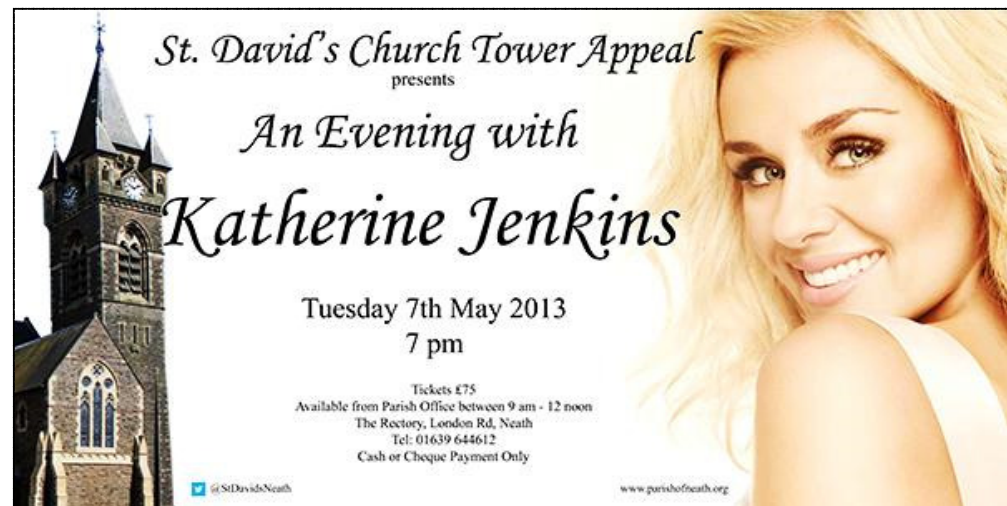 St. David's Church Tower Appeal
presents
An Evening with
Katherine Jenkins
Tuesday 7th May 2013
7 pm
Tickets £75
Available from Parish Office between 9 am - 12 noon
The Rectory, London Rd, Neath
Tel: 01639 644612
Cash or Cheque Payment Only
@StDavidsNeath
www.parishofneath.org